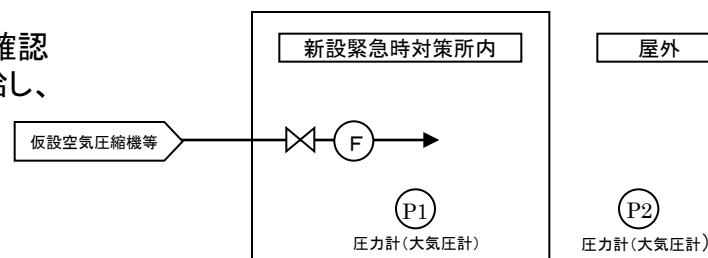 確認
給し、
新設緊急時対策所内
屋外
仮設空気圧縮機等
F
P1
P2
圧力計(大気圧計)
圧力計(大気圧計)